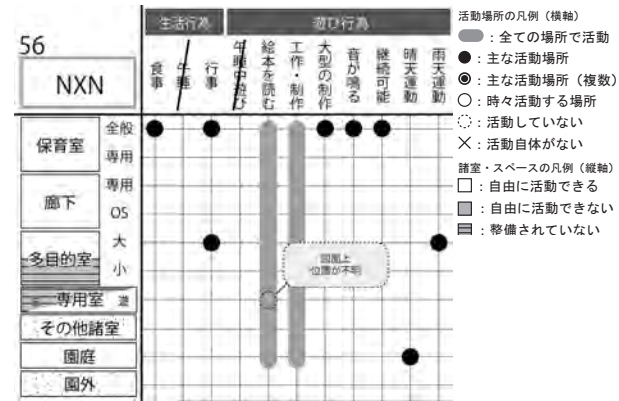 56
NXN
生活行為
遊び行為
食事
午睡
行事
午睡中遊び
絵本を読む
工作・制作
大型の制作
音が鳴る
継続可能
晴天運動
雨天運動
保育室
全般
専用
廊下
専用
OS
多目的室
大
小
専用室
遊
その他諸室
園庭
園外
図面上
位置が不明
活動場所の凡例（横軸）
：全ての場所で活動
：主な活動場所
：主な活動場所（複数）
：時々活動する場所
：活動していない
：活動自体がない
諸室・スペースの凡例（縦軸）
：自由に活動できる
：自由に活動できない
：整備されていない